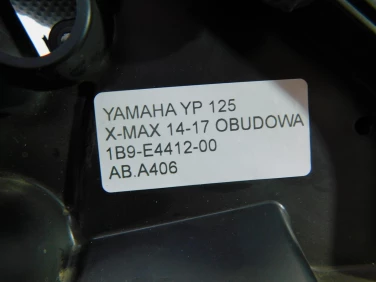 YAMAHA YP 125
X-MAX 14-17 OBUDOWA
1B9-E4412-00
AB.A406